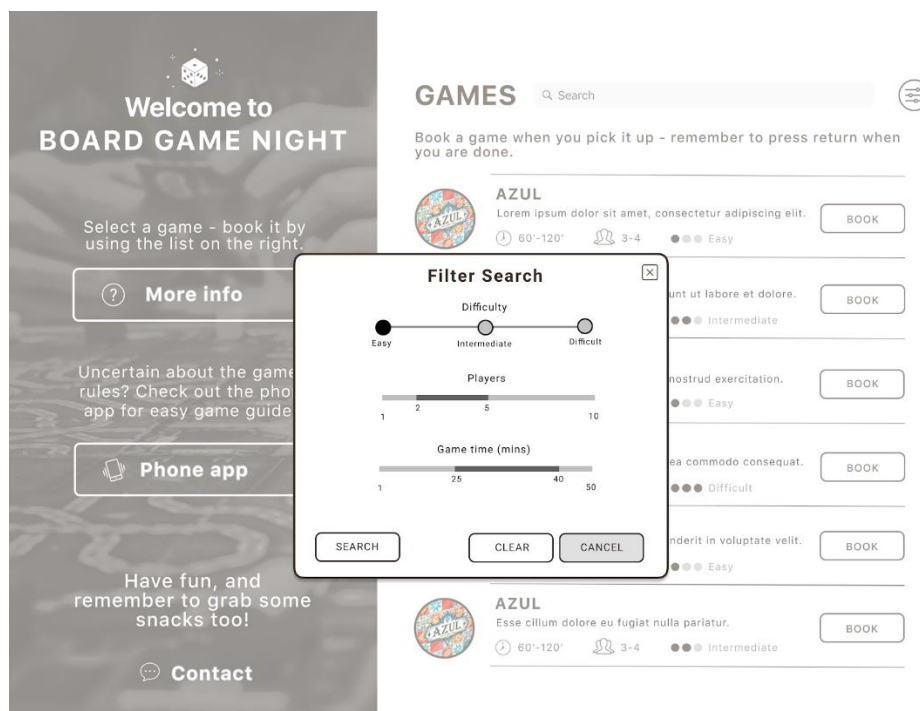 Welcome to
BOARD GAME NIGHT
Select a game - book it by
using the list on the right.
More info
Uncertain about the game
rules? Check out the pho
app for easy game guide
Phone app
Have fun, and
remember to grab some
snacks too!
Contact
GAMES
Search
Book a game when you pick it up - remember to press return when
you are done.
AZUL
AZUL
Lorem ipsum dolor sit amet, consectetur adipiscing elit.
60'-120'
3-4
Easy
BOOK
unt ut labore et dolore.
Intermediate
BOOK
nostrud exercitation.
Easy
BOOK
ea commodo consequat.
Difficult
BOOK
nderit in voluptate velit.
Easy
BOOK
AZUL
AZUL
Esse cillum dolore eu fugiat nulla pariatur.
60'-120'
3-4
Intermediate
BOOK
Filter Search
Difficulty
Easy
Intermediate
Difficult
Players
1
2
5
10
Game time (mins)
1
25
40
50
SEARCH
CLEAR
CANCEL